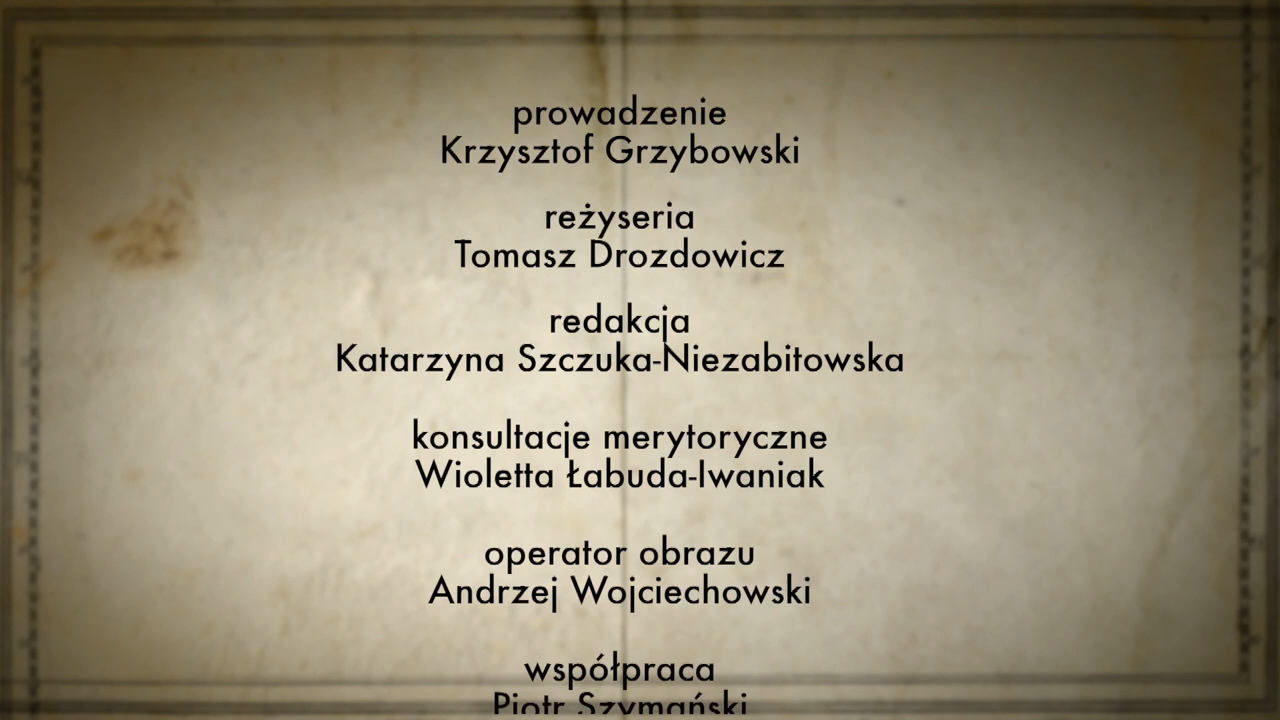 prowadzenie
Krzysztof Grzybowski
reżyseria
Tomasz Drozdowicz
redakcja
Katarzyna Szczuka-Niezabitowska
konsultacje merytoryczne
Wioletta Łabuda-Iwaniak
operator obrazu
Andrzej Wojciechowski
współpraca
Piotr Szymański